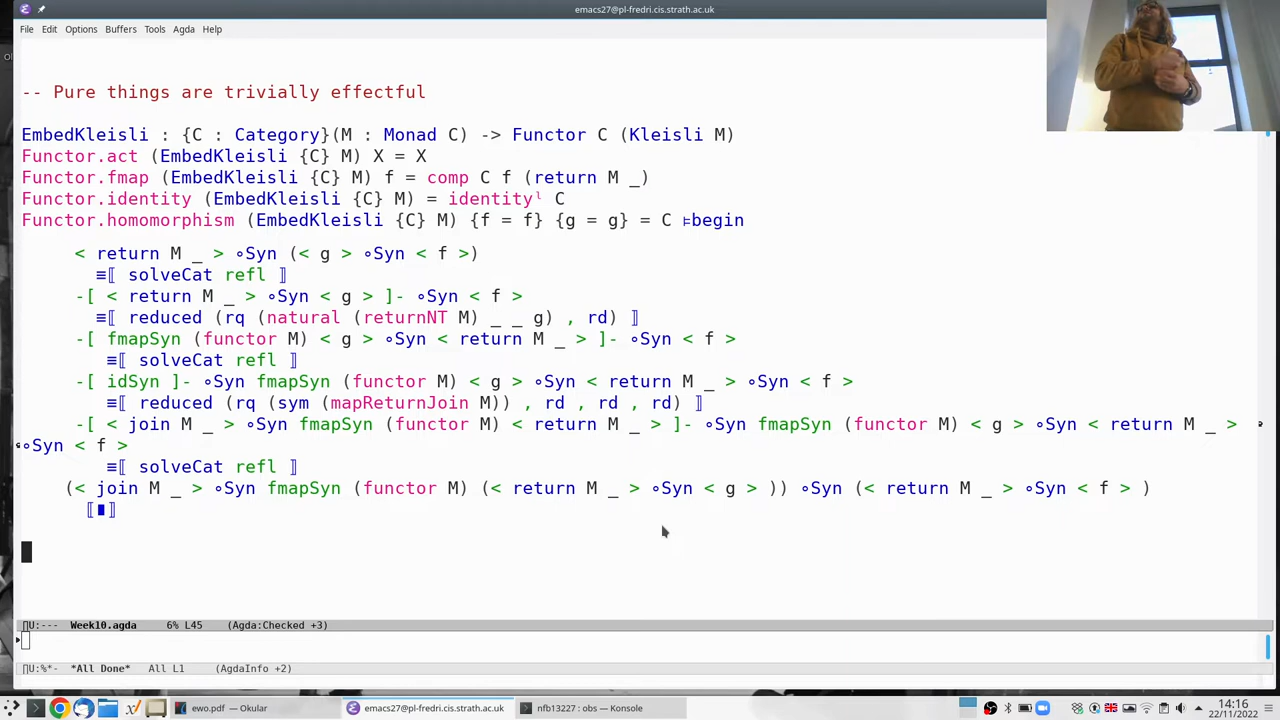 emacs27@pl-fredri.cis.strath.ac.uk
File Edit Options Buffers Tools Agda Help
-- Pure things are trivially effectful
EmbedKleisli : {C : Category}(M : Monad C) -> Functor C (Kleisli M)
Functor.act (EmbedKleisli {C} M) X = X
Functor.fmap (EmbedKleisli {C} M) f = comp C f (return M _)
Functor.identity (EmbedKleisli {C} M) = identityˡ C
Functor.homomorphism (EmbedKleisli {C} M) {f = f} {g = g} = C ⊧begin
< return M _ > ∘Syn (< g > ∘Syn < f >)
≡⟦ solveCat refl ⟧
-[ < return M _ > ∘Syn < g > ]- ∘Syn < f >
≡⟦ reduced (rq (natural (returnNT M) _ _ g) , rd) ⟧
-[ fmapSyn (functor M) < g > ∘Syn < return M _ > ]- ∘Syn < f >
≡⟦ solveCat refl ⟧
-[ idSyn ]- ∘Syn fmapSyn (functor M) < g > ∘Syn < return M _ > ∘Syn < f >
≡⟦ reduced (rq (sym (mapReturnJoin M)) , rd , rd , rd) ⟧
-[ < join M _ > ∘Syn fmapSyn (functor M) < return M _ > ]- ∘Syn fmapSyn (functor M) < g > ∘Syn < return M _ >
∘Syn < f >
≡⟦ solveCat refl ⟧
(< join M _ > ∘Syn fmapSyn (functor M) (< return M _ > ∘Syn < g > )) ∘Syn (< return M _ > ∘Syn < f > )
⟦∎⟧
∏U:--- Week10.agda 6% L45 (Agda:Checked +3)
∏U:%*- *All Done* All L1 (AgdaInfo +2)
ewo.pdf — Okular
emacs27@pl-fredri.cis.strath.ac.uk
nfb13227 : obs — Konsole
14:16
22/11/2022